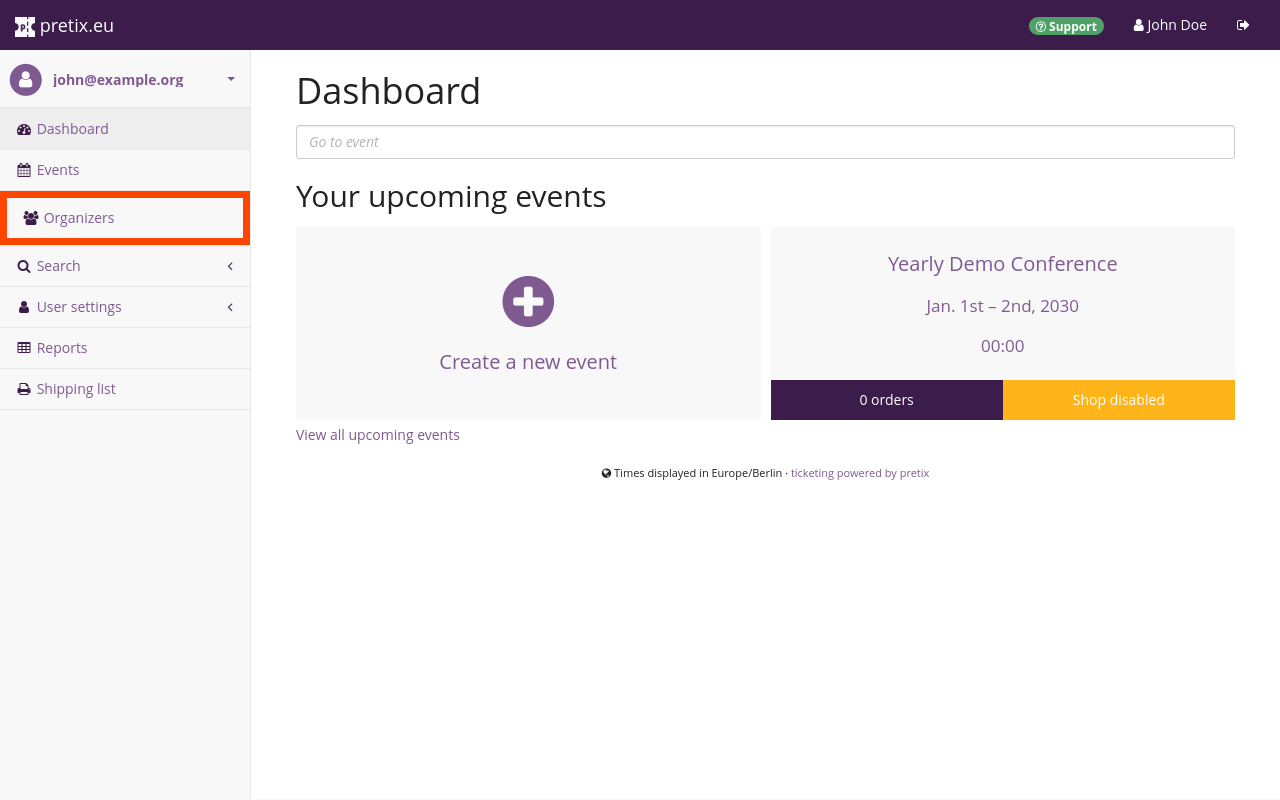 pretix.eu
Support
John Doe
john@example.org
Dashboard
Events
Organizers
Search
User settings
Reports
Shipping list
Dashboard
Go to event
Your upcoming events
Create a new event
Yearly Demo Conference
Jan. 1st – 2nd, 2030
00:00
0 orders
Shop disabled
View all upcoming events
Times displayed in Europe/Berlin · ticketing powered by pretix